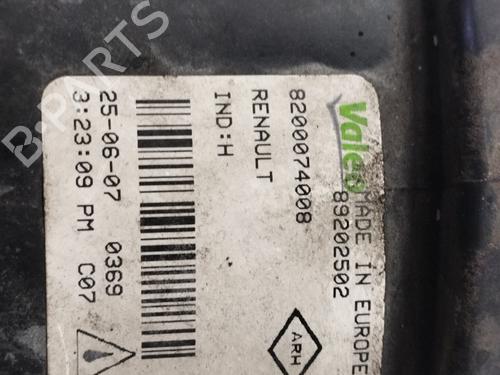 Valeo
MADE IN EUROPE
89202502
8200074008
RENAULT
IND:H
ARH
25-06-07 0369
3:23:09 PM C07
B-PARTS